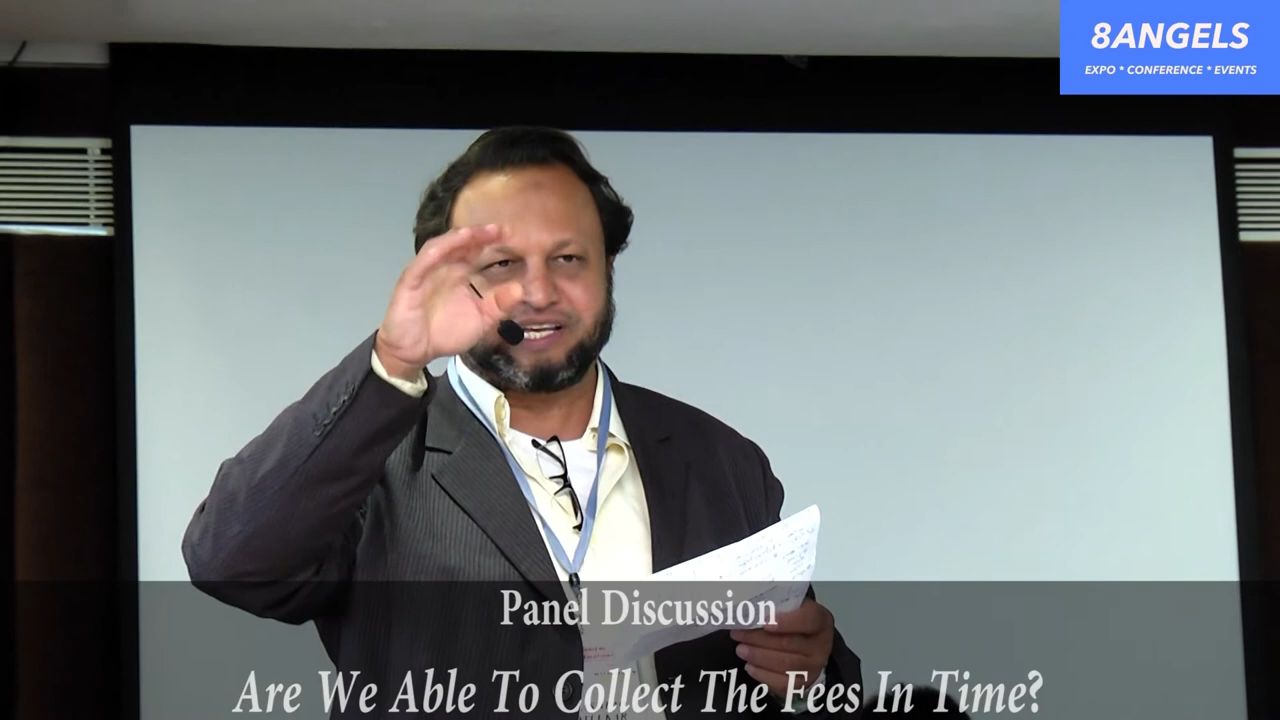 8ANGELS
EXPO * CONFERENCE * EVENTS
Panel Discussion
Are We Able To Collect The Fees In Time?